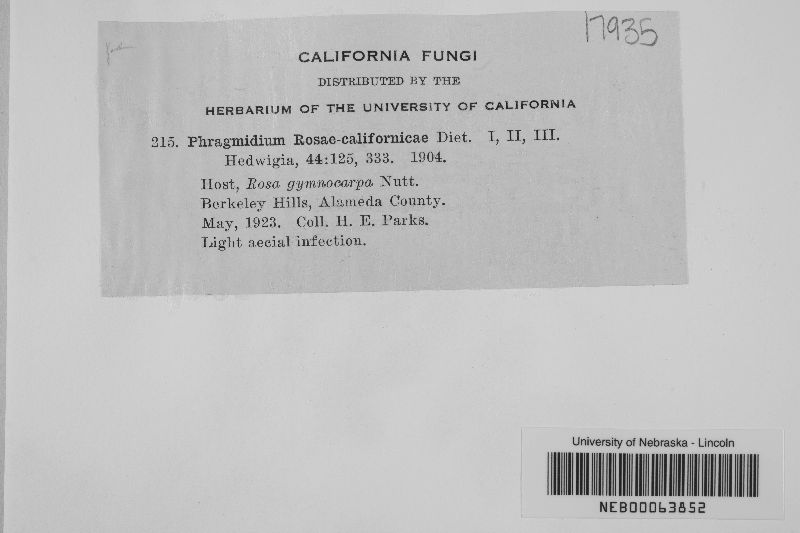 17935
CALIFORNIA FUNGI
DISTRIBUTED BY THE
HERBARIUM OF THE UNIVERSITY OF CALIFORNIA
215. Phragmidium Rosae-californicae Diet. I, II, III.
Hedwigia, 44:125, 333. 1904.
Host, Rosa gymnocarpa Nutt.
Berkeley Hills, Alameda County.
May, 1923. Coll. H. E. Parks.
Light aecial infection.
University of Nebraska - Lincoln
NEB00063852